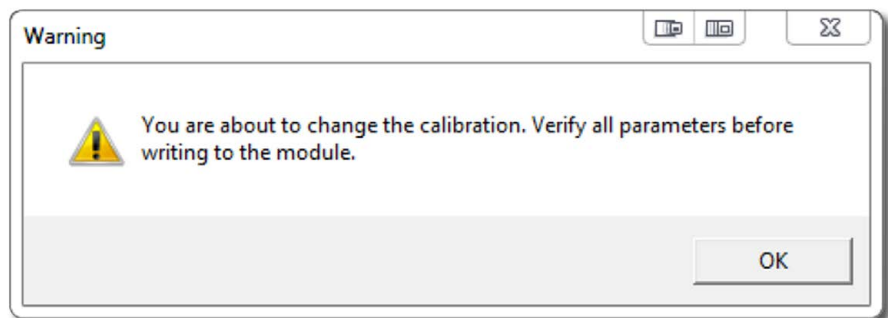 Warning
You are about to change the calibration. Verify all parameters before
writing to the module.
OK